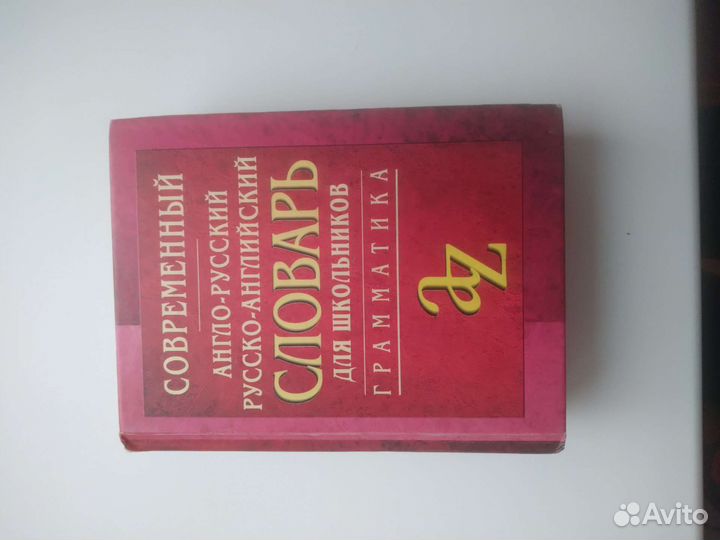 СОВРЕМЕННЫЙ
АНГЛО-РУССКИЙ
РУССКО-АНГЛИЙСКИЙ
СЛОВАРЬ
ДЛЯ ШКОЛЬНИКОВ
ГРАММАТИКА
aZ
Avito